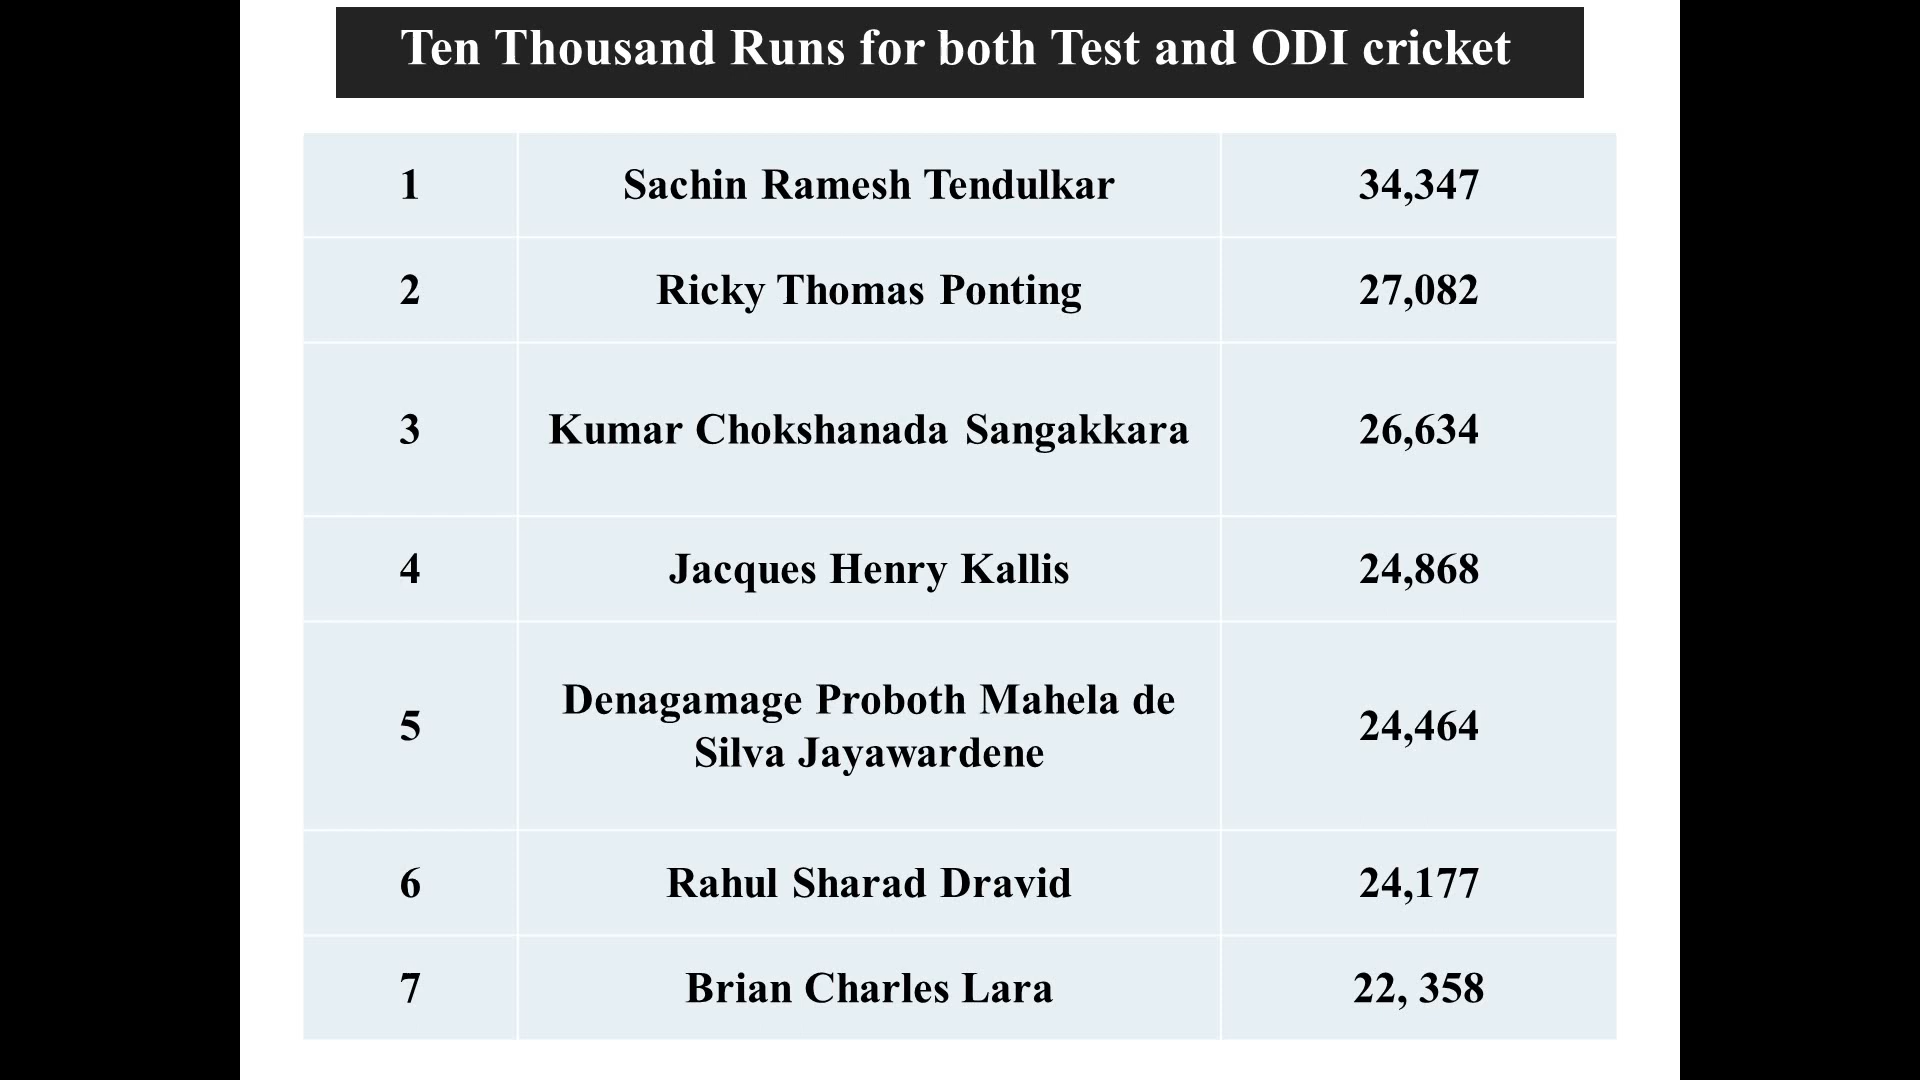 Ten Thousand Runs for both Test and ODI cricket
1 Sachin Ramesh Tendulkar 34,347
2 Ricky Thomas Ponting 27,082
3 Kumar Chokshanada Sangakkara 26,634
4 Jacques Henry Kallis 24,868
5 Denagamage Proboth Mahela de
Silva Jayawardene 24,464
6 Rahul Sharad Dravid 24,177
7 Brian Charles Lara 22, 358